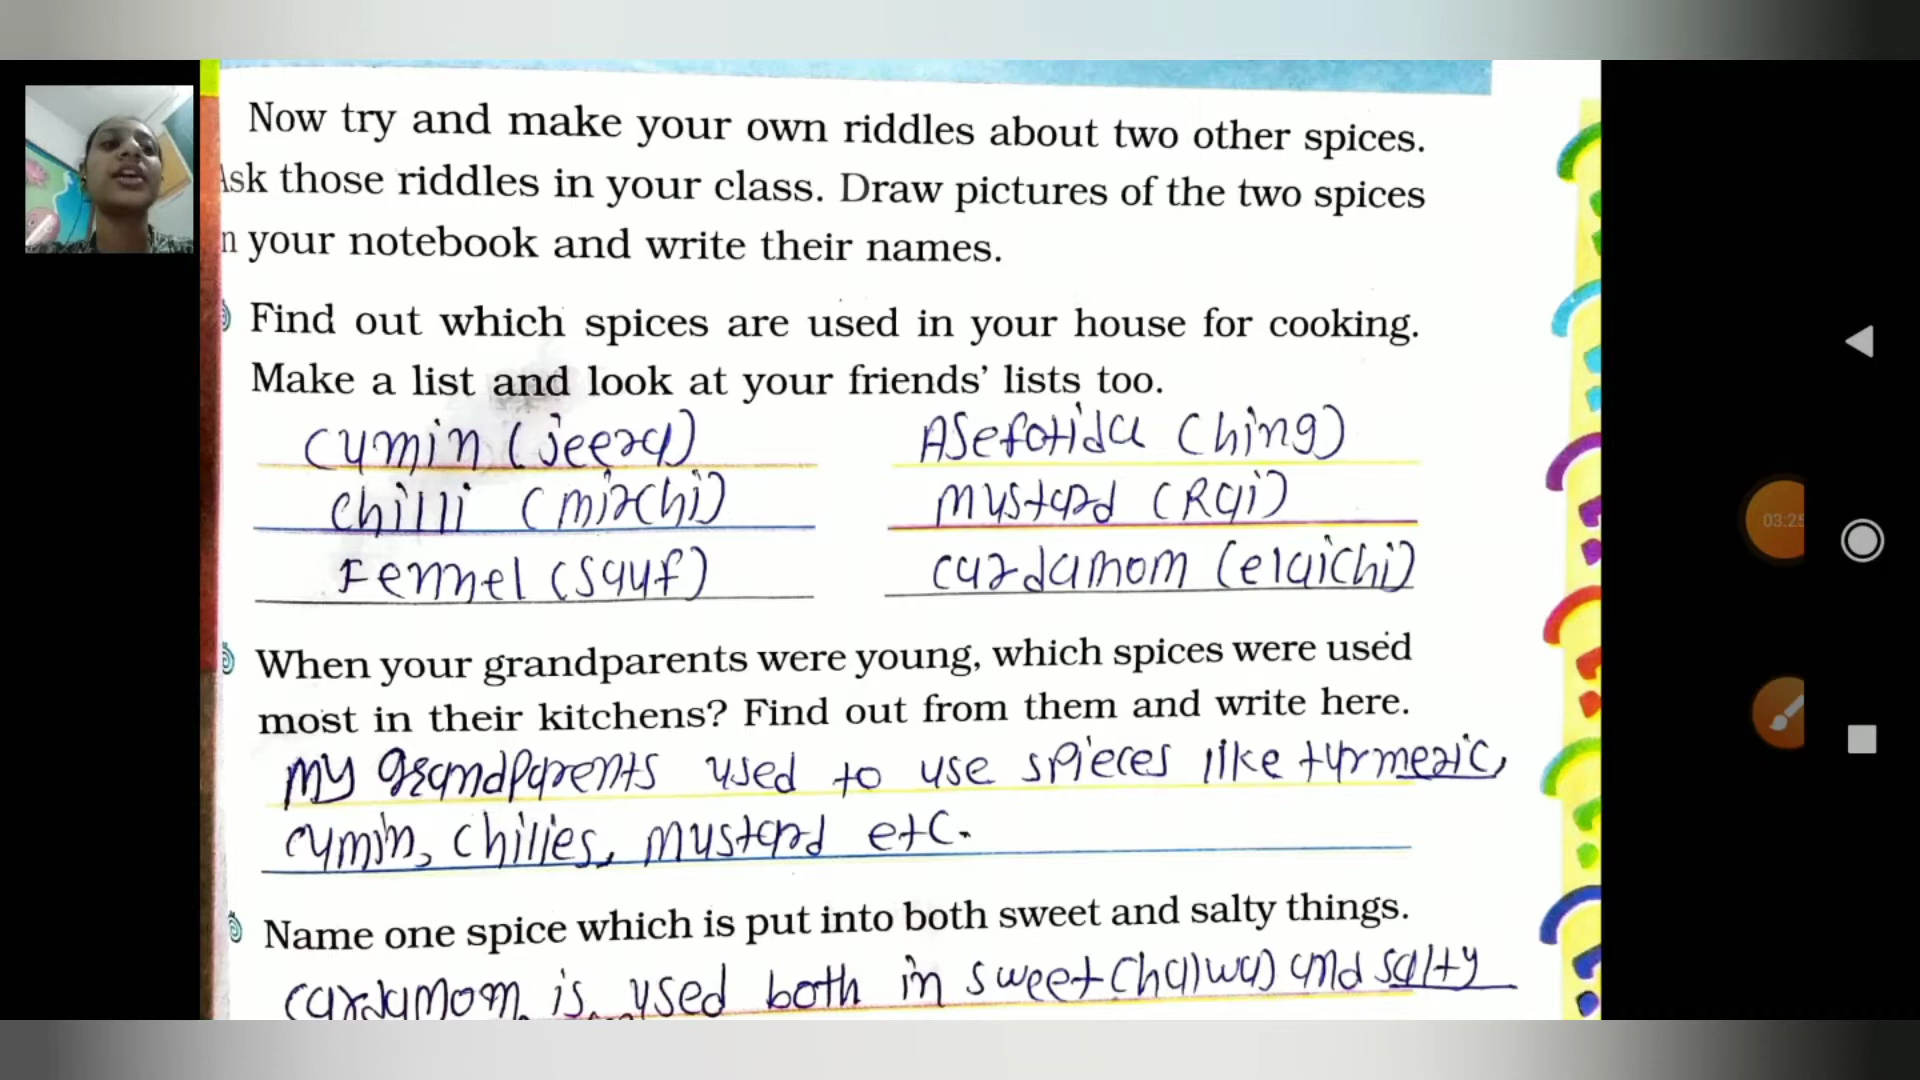 Now try and make your own riddles about two other spices.
Ask those riddles in your class. Draw pictures of the two spices
n your notebook and write their names.
Find out which spices are used in your house for cooking.
Make a list and look at your friends' lists too.
Cumin (jeera) Asefotida (hing)
Chilli (mirchi) Mustard (Rai)
Fennel (Sauf) Cardamom (elaichi)
When your grandparents were young, which spices were used
most in their kitchens? Find out from them and write here.
My grandparents used to use spieces like turmeric,
cumin, chilies, mustard etc.
Name one spice which is put into both sweet and salty things.
Cardamom is used both in sweet (halwa) and salty
03:25